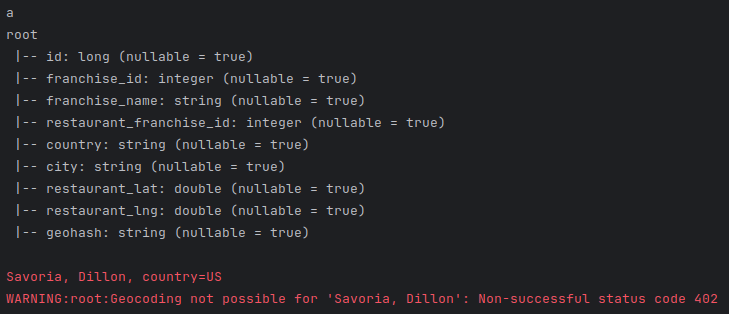 a
root
 |-- id: long (nullable = true)
 |-- franchise_id: integer (nullable = true)
 |-- franchise_name: string (nullable = true)
 |-- restaurant_franchise_id: integer (nullable = true)
 |-- country: string (nullable = true)
 |-- city: string (nullable = true)
 |-- restaurant_lat: double (nullable = true)
 |-- restaurant_lng: double (nullable = true)
 |-- geohash: string (nullable = true)
Savoria, Dillon, country=US
WARNING:root:Geocoding not possible for 'Savoria, Dillon': Non-successful status code 402